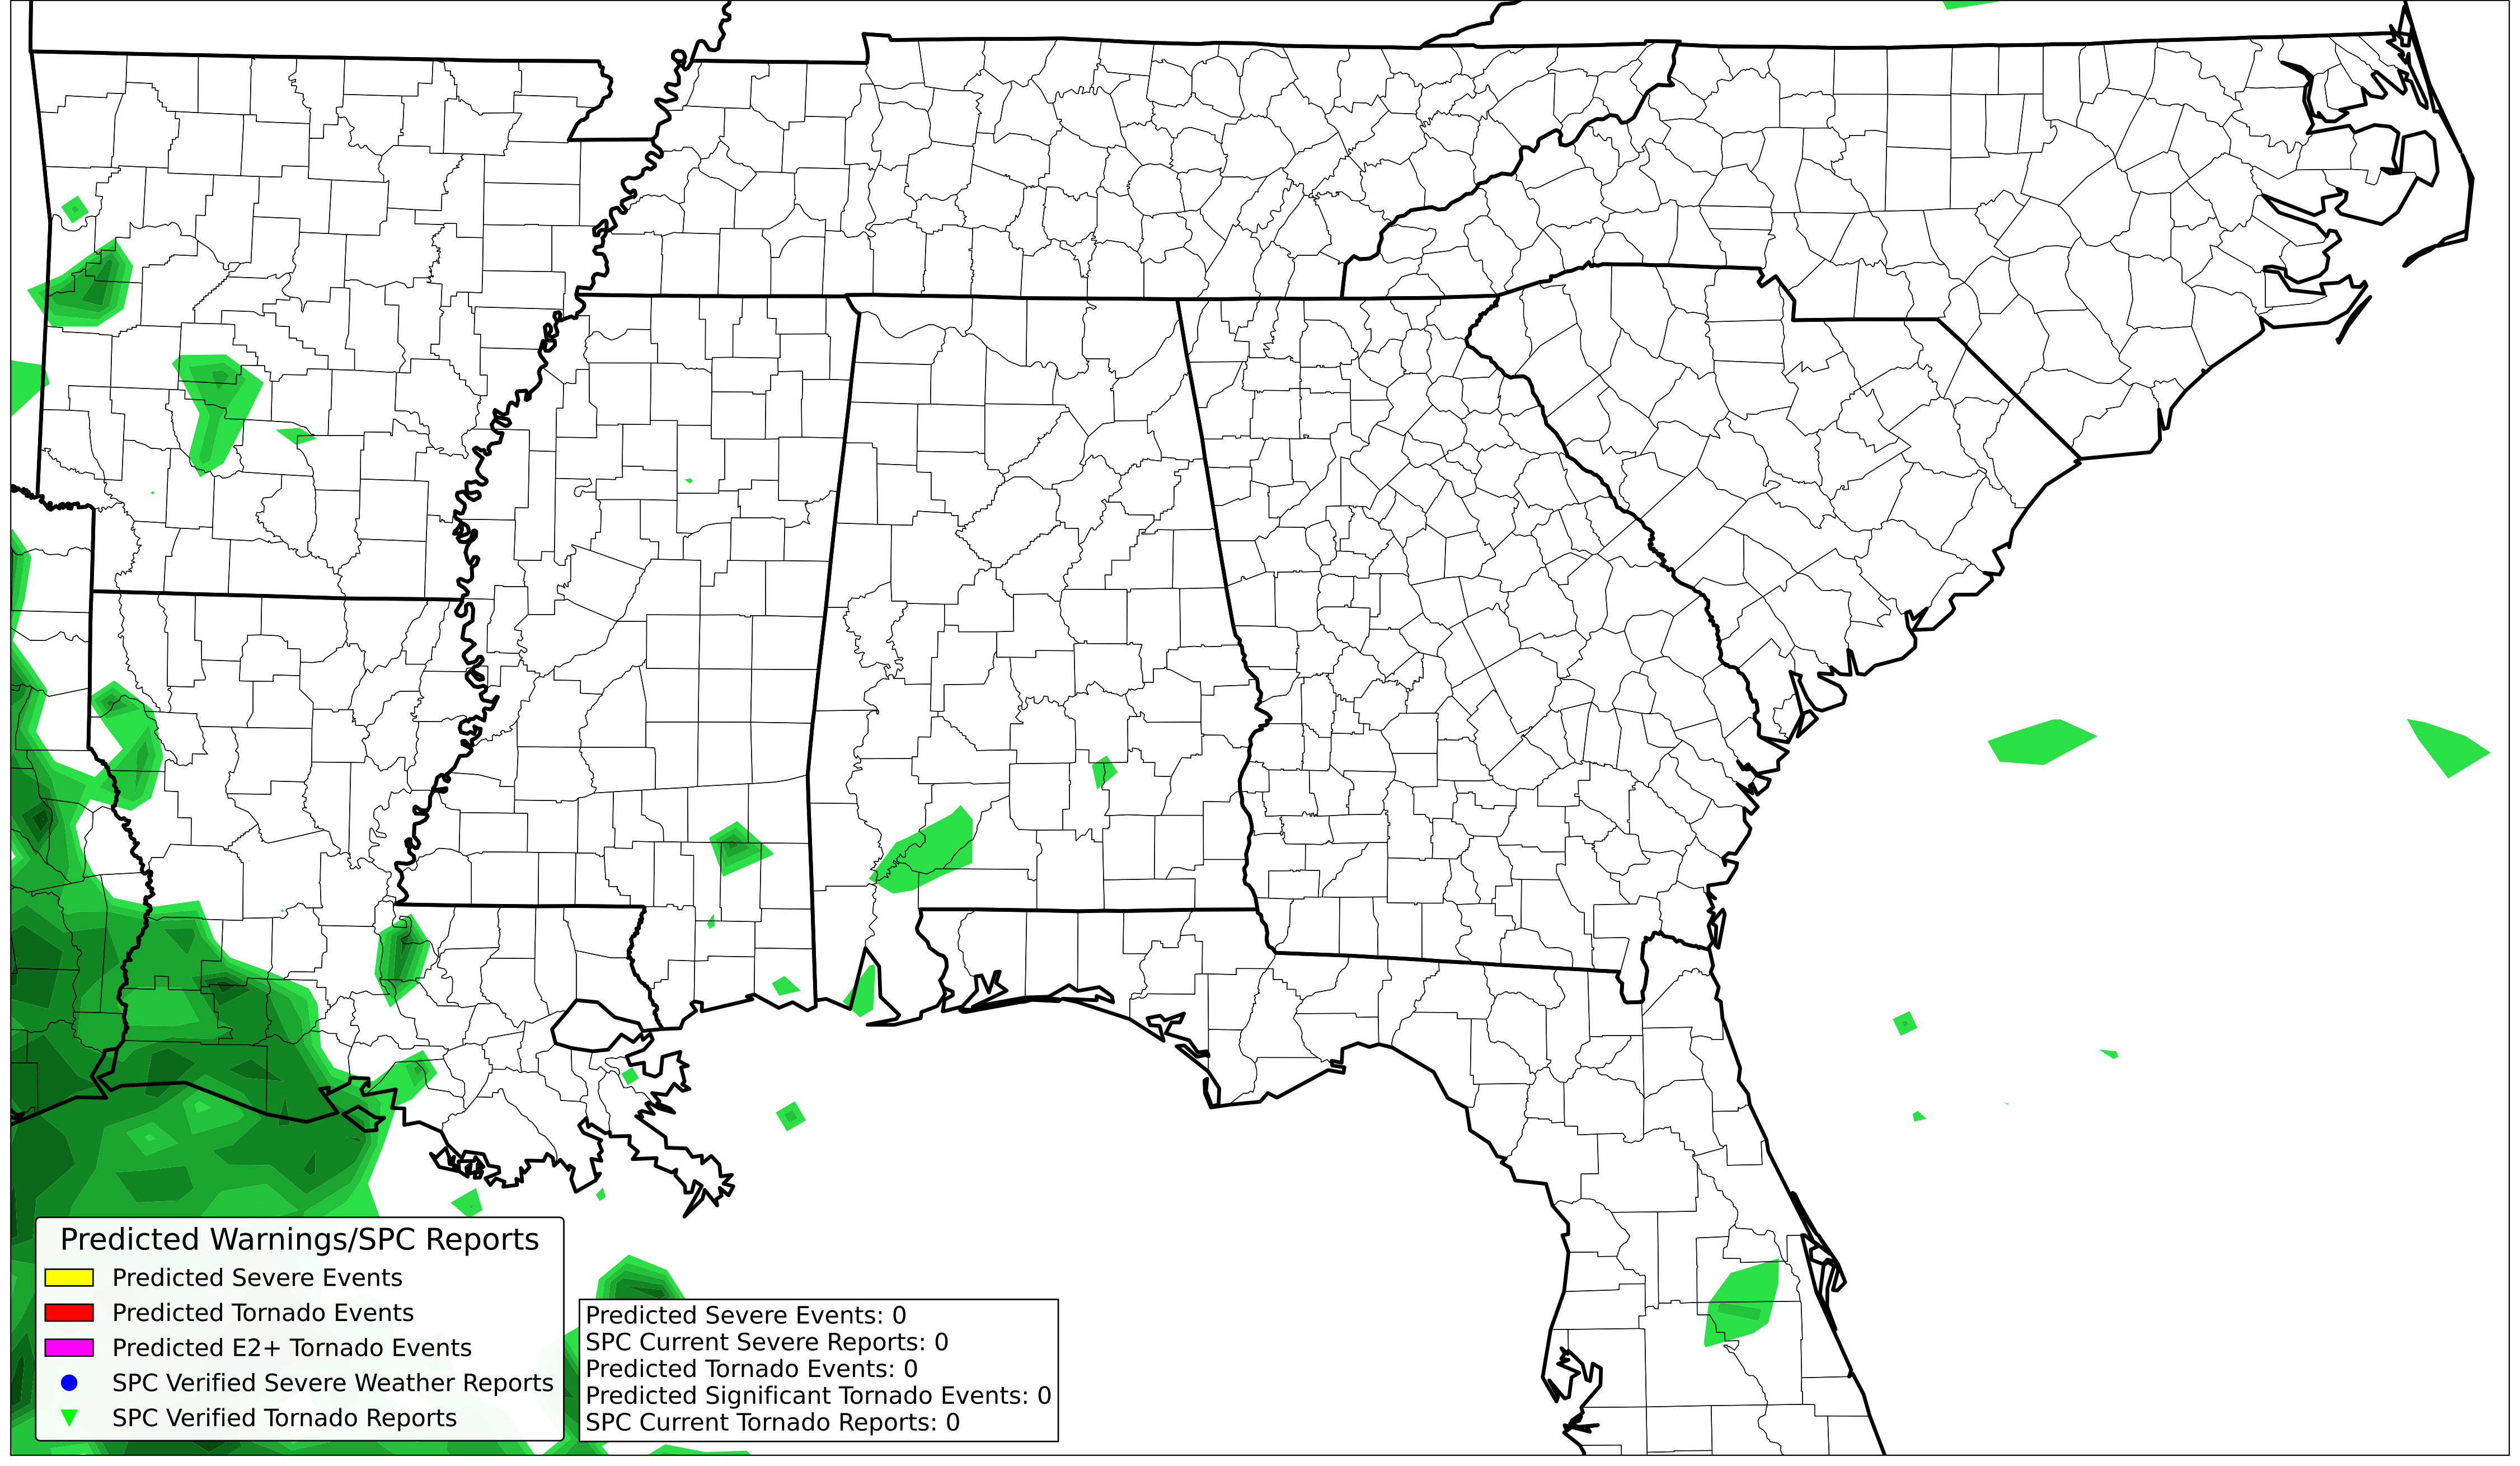 Predicted Warnings/SPC Reports
Predicted Severe Events
Predicted Tornado Events
Predicted E2+ Tornado Events
SPC Verified Severe Weather Reports
SPC Verified Tornado Reports
Predicted Severe Events: 0
SPC Current Severe Reports: 0
Predicted Tornado Events: 0
Predicted Significant Tornado Events: 0
SPC Current Tornado Reports: 0